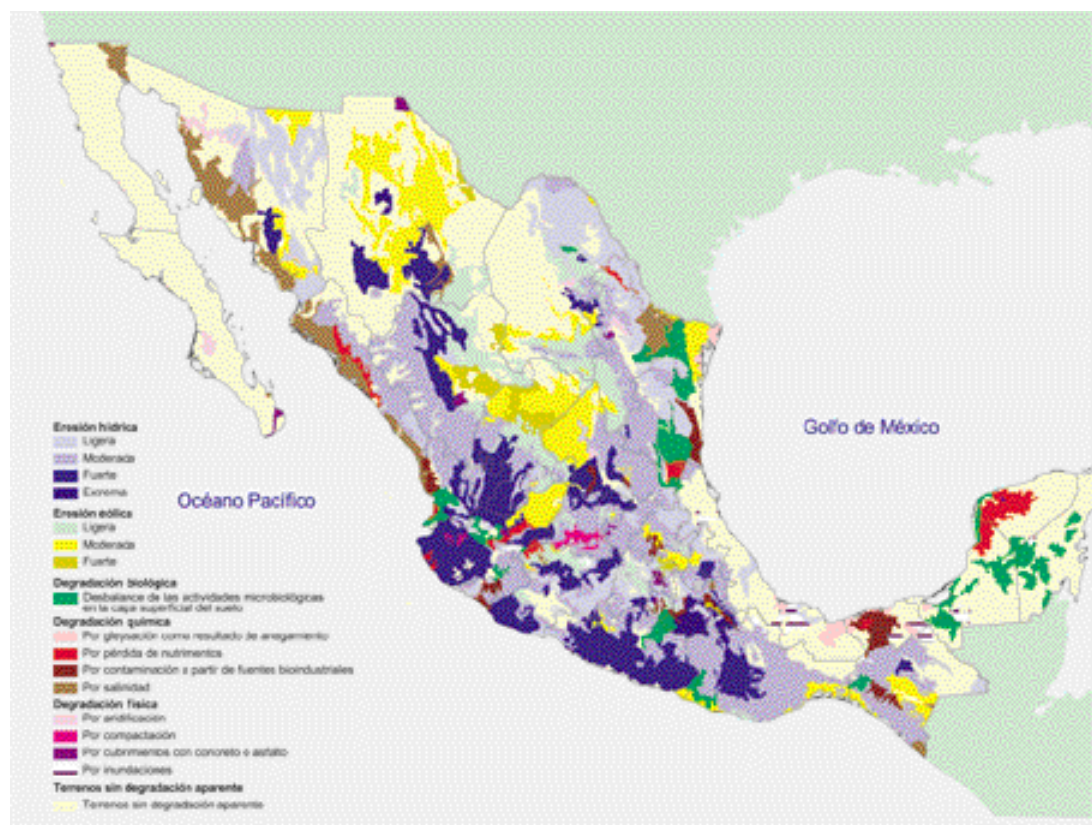 Golfo de México
Océano Pacífico
Erosión hídrica
Ligera
Moderada
Fuerte
Extrema
Erosión eólica
Ligera
Moderada
Fuerte
Degradación biológica
Desbalance de las actividades microbiológicas
en la capa superficial del suelo
Degradación química
Por gleysación como resultado de anegamiento
Por pérdida de nutrimentos
Por contaminación a partir de fuentes bioindustriales
Por salinidad
Degradación física
Por aridificación
Por compactación
Por cubrimientos con concreto o asfalto
Por inundaciones
Terrenos sin degradación aparente
Terrenos sin degradación aparente